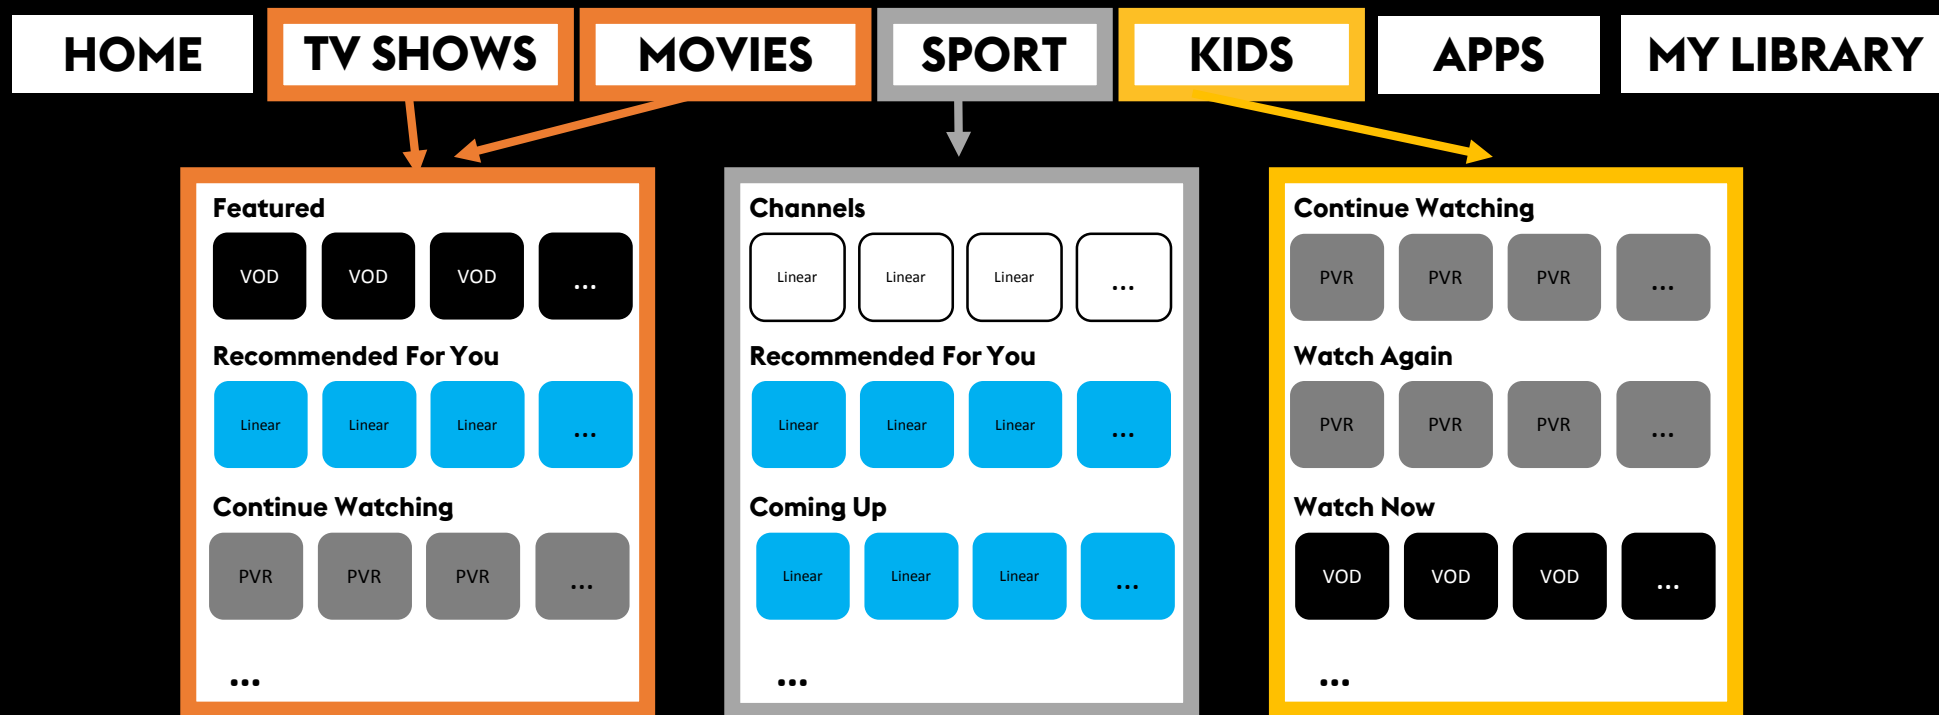 HOME TV SHOWS MOVIES SPORT KIDS APPS MY LIBRARY
Featured
VOD VOD VOD ...
Recommended For You
Linear Linear Linear ...
Continue Watching
PVR PVR PVR ...
...
Channels
Linear Linear Linear ...
Recommended For You
Linear Linear Linear ...
Coming Up
Linear Linear Linear ...
...
Continue Watching
PVR PVR PVR ...
Watch Again
PVR PVR PVR ...
Watch Now
VOD VOD VOD ...
...